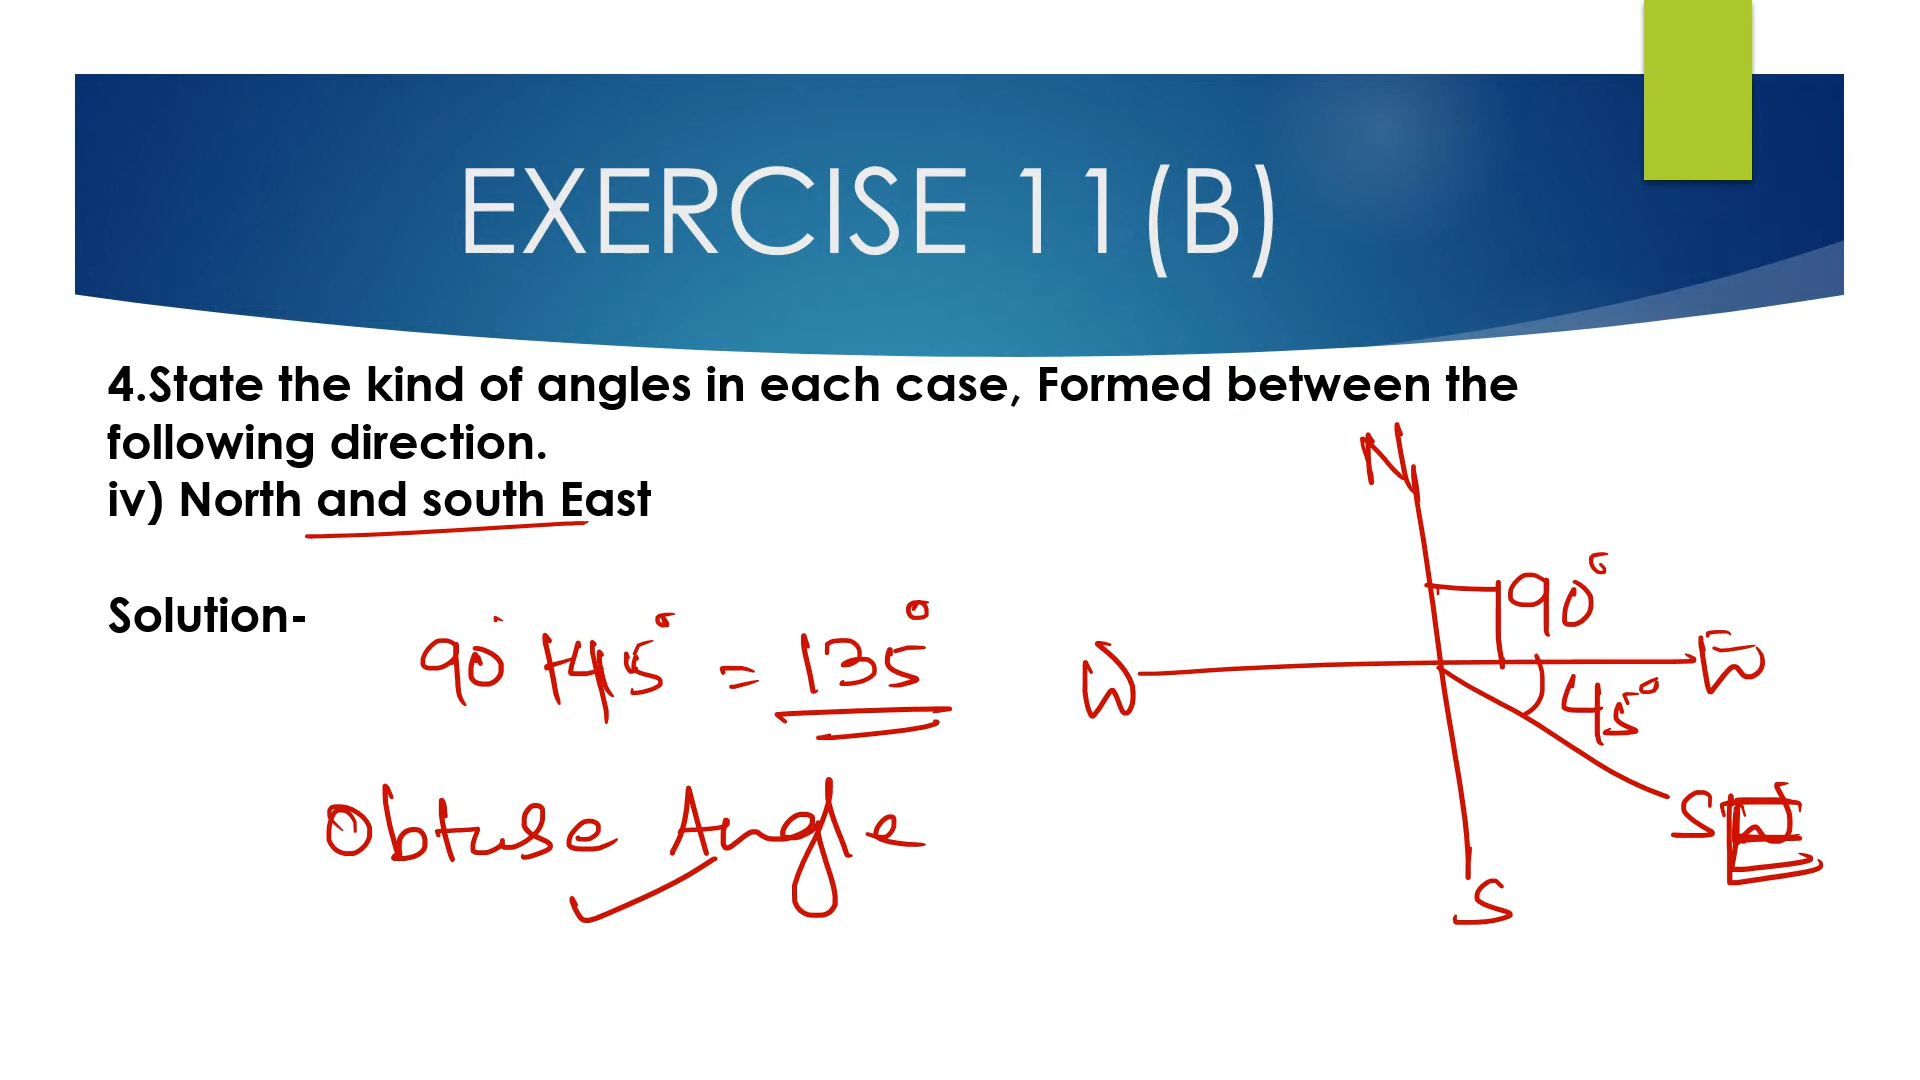 EXERCISE 11(B)
4.State the kind of angles in each case, Formed between the
following direction.
iv) North and south East
Solution-
90° +45° = 135°
Obtuse Angle
N
90°
W
45°
S
S